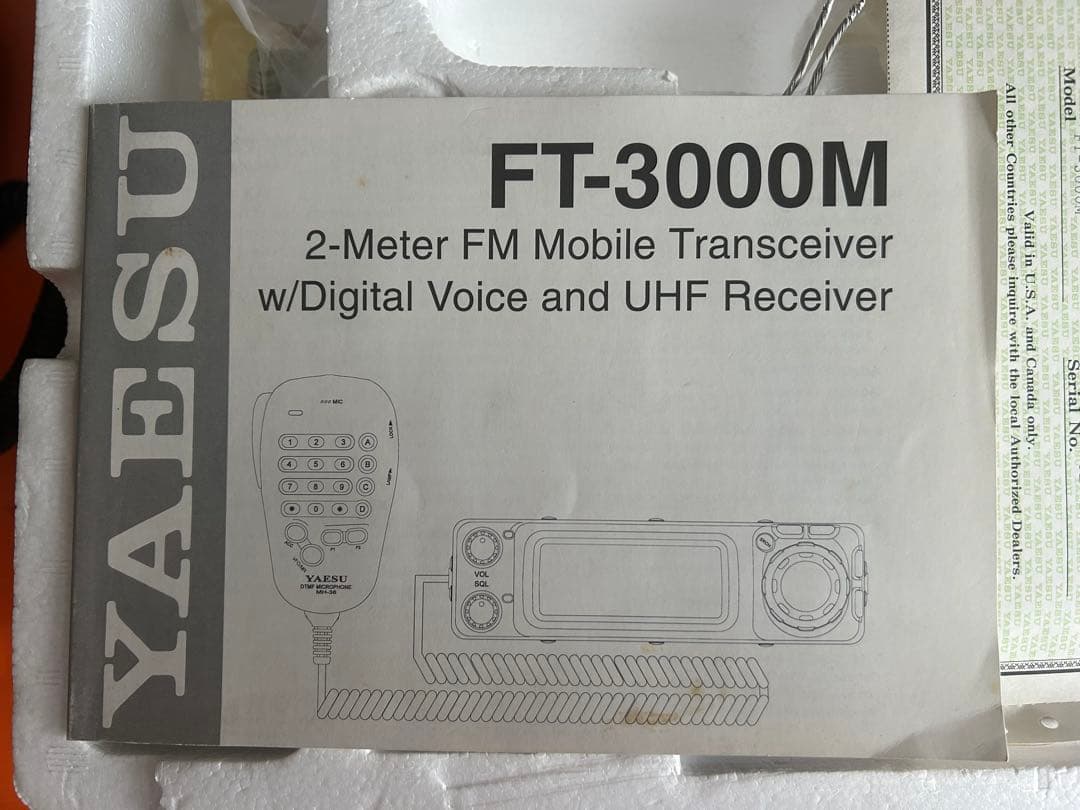 YAESU
FT-3000M
2-Meter FM Mobile Transceiver
w/Digital Voice and UHF Receiver
MIC
LOCK
LAMP
1 2 3 A
4 5 6 B
7 8 9 C
* 0 # D
P1 P2
YAESU
DTMF MICROPHONE
MH-36
VOL
SQL
Model FT-3000M
Serial No.
Valid in U.S.A. and Canada only.
All other Countries please inquire with the local Authorized Dealers.